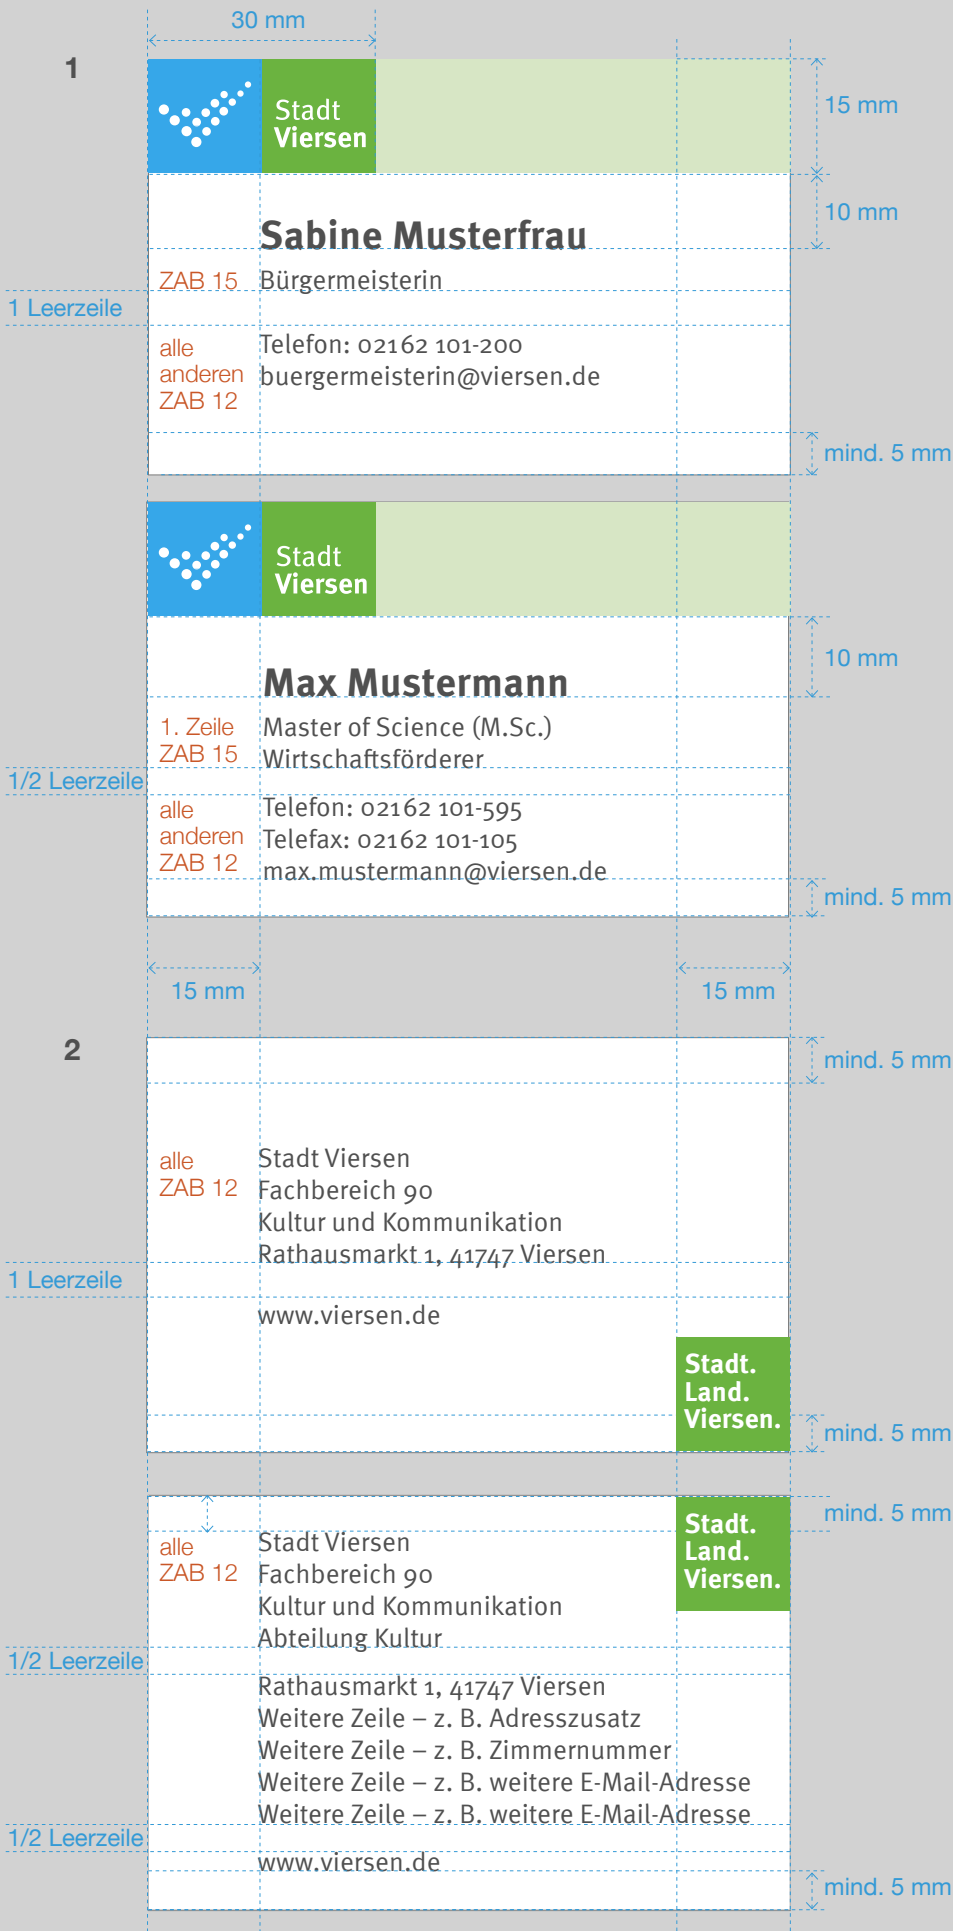 30 mm
1
Stadt
Viersen
15 mm
10 mm
Sabine Musterfrau
ZAB 15
Bürgermeisterin
1 Leerzeile
alle
anderen
ZAB 12
Telefon: 02162 101-200
buergermeisterin@viersen.de
mind. 5 mm
Stadt
Viersen
10 mm
Max Mustermann
1. Zeile
ZAB 15
Master of Science (M.Sc.)
Wirtschaftsförderer
1/2 Leerzeile
alle
anderen
ZAB 12
Telefon: 02162 101-595
Telefax: 02162 101-105
max.mustermann@viersen.de
mind. 5 mm
15 mm
15 mm
2
mind. 5 mm
alle
ZAB 12
Stadt Viersen
Fachbereich 90
Kultur und Kommunikation
Rathausmarkt 1, 41747 Viersen
1 Leerzeile
www.viersen.de
Stadt.
Land.
Viersen.
mind. 5 mm
mind. 5 mm
Stadt.
Land.
Viersen.
alle
ZAB 12
Stadt Viersen
Fachbereich 90
Kultur und Kommunikation
Abteilung Kultur
1/2 Leerzeile
Rathausmarkt 1, 41747 Viersen
Weitere Zeile – z. B. Adresszusatz
Weitere Zeile – z. B. Zimmernummer
Weitere Zeile – z. B. weitere E-Mail-Adresse
Weitere Zeile – z. B. weitere E-Mail-Adresse
1/2 Leerzeile
www.viersen.de
mind. 5 mm